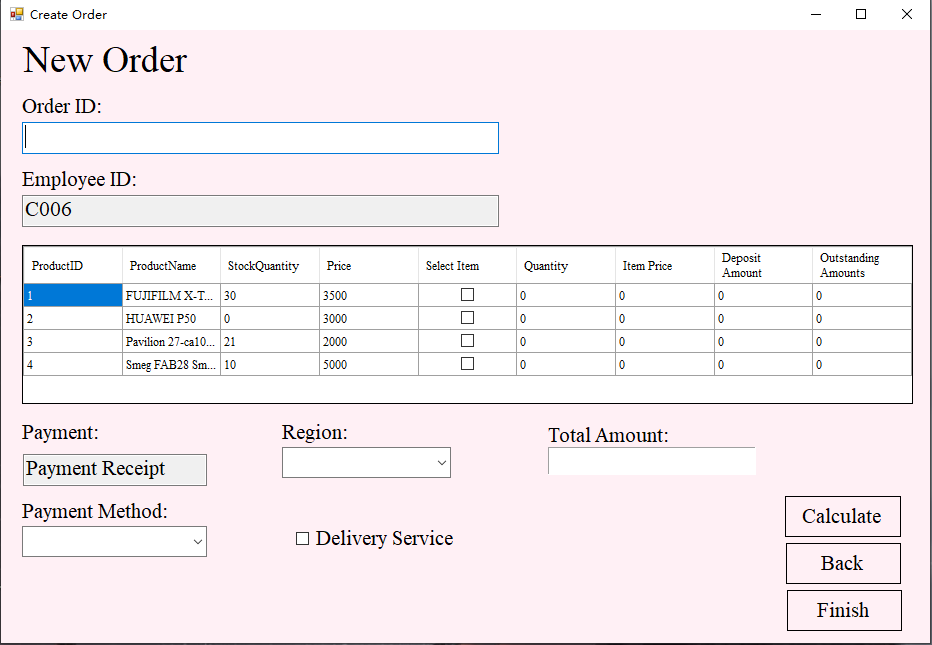 Create Order
New Order
Order ID:
Employee ID:
C006
ProductID ProductName StockQuantity Price Select Item Quantity Item Price Deposit Amount Outstanding Amounts
1 FUJIFILM X-T... 30 3500 0 0 0 0
2 HUAWEI P50 0 3000 0 0 0 0
3 Pavilion 27-ca10... 21 2000 0 0 0 0
4 Smeg FAB28 Sm... 10 5000 0 0 0 0
Payment: Region: Total Amount:
Payment Receipt
Payment Method:
Delivery Service
Calculate
Back
Finish